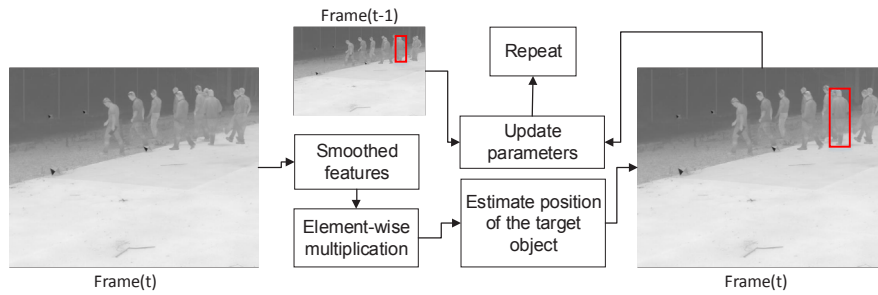 Frame(t-1)
Repeat
Update
parameters
Smoothed
features
Element-wise
multiplication
Estimate position
of the target
object
Frame(t)
Frame(t)